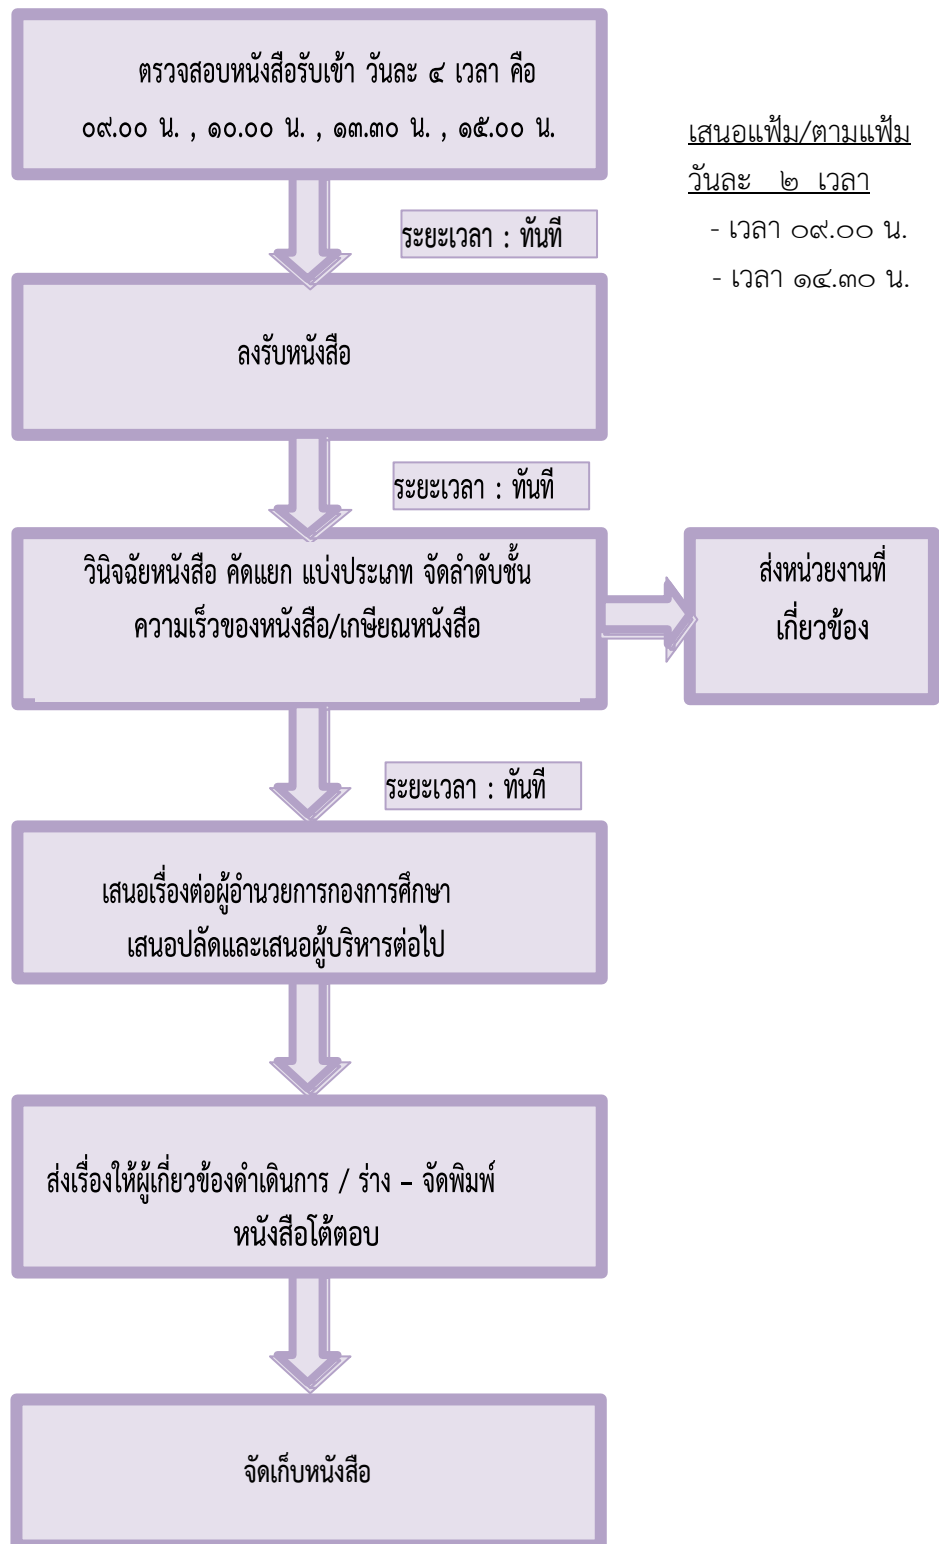 ตรวจสอบหนังสือรับเข้า วันละ ๔ เวลา คือ
๐๙.๐๐ น. , ๑๐.๐๐ น. , ๑๓.๓๐ น. , ๑๕.๐๐ น.
เสนอแฟ้ม/ตามแฟ้ม
วันละ ๒ เวลา
- เวลา ๐๙.๐๐ น.
- เวลา ๑๔.๓๐ น.
ระยะเวลา : ทันที
ลงรับหนังสือ
ระยะเวลา : ทันที
วินิจฉัยหนังสือ คัดแยก แบ่งประเภท จัดลำดับชั้น
ความเร็วของหนังสือ/เกษียณหนังสือ
ส่งหน่วยงานที่
เกี่ยวข้อง
ระยะเวลา : ทันที
เสนอเรื่องต่อผู้อำนวยการกองการศึกษา
เสนอปลัดและเสนอผู้บริหารต่อไป
ส่งเรื่องให้ผู้เกี่ยวข้องดำเดินการ / ร่าง – จัดพิมพ์
หนังสือโต้ตอบ
จัดเก็บหนังสือ